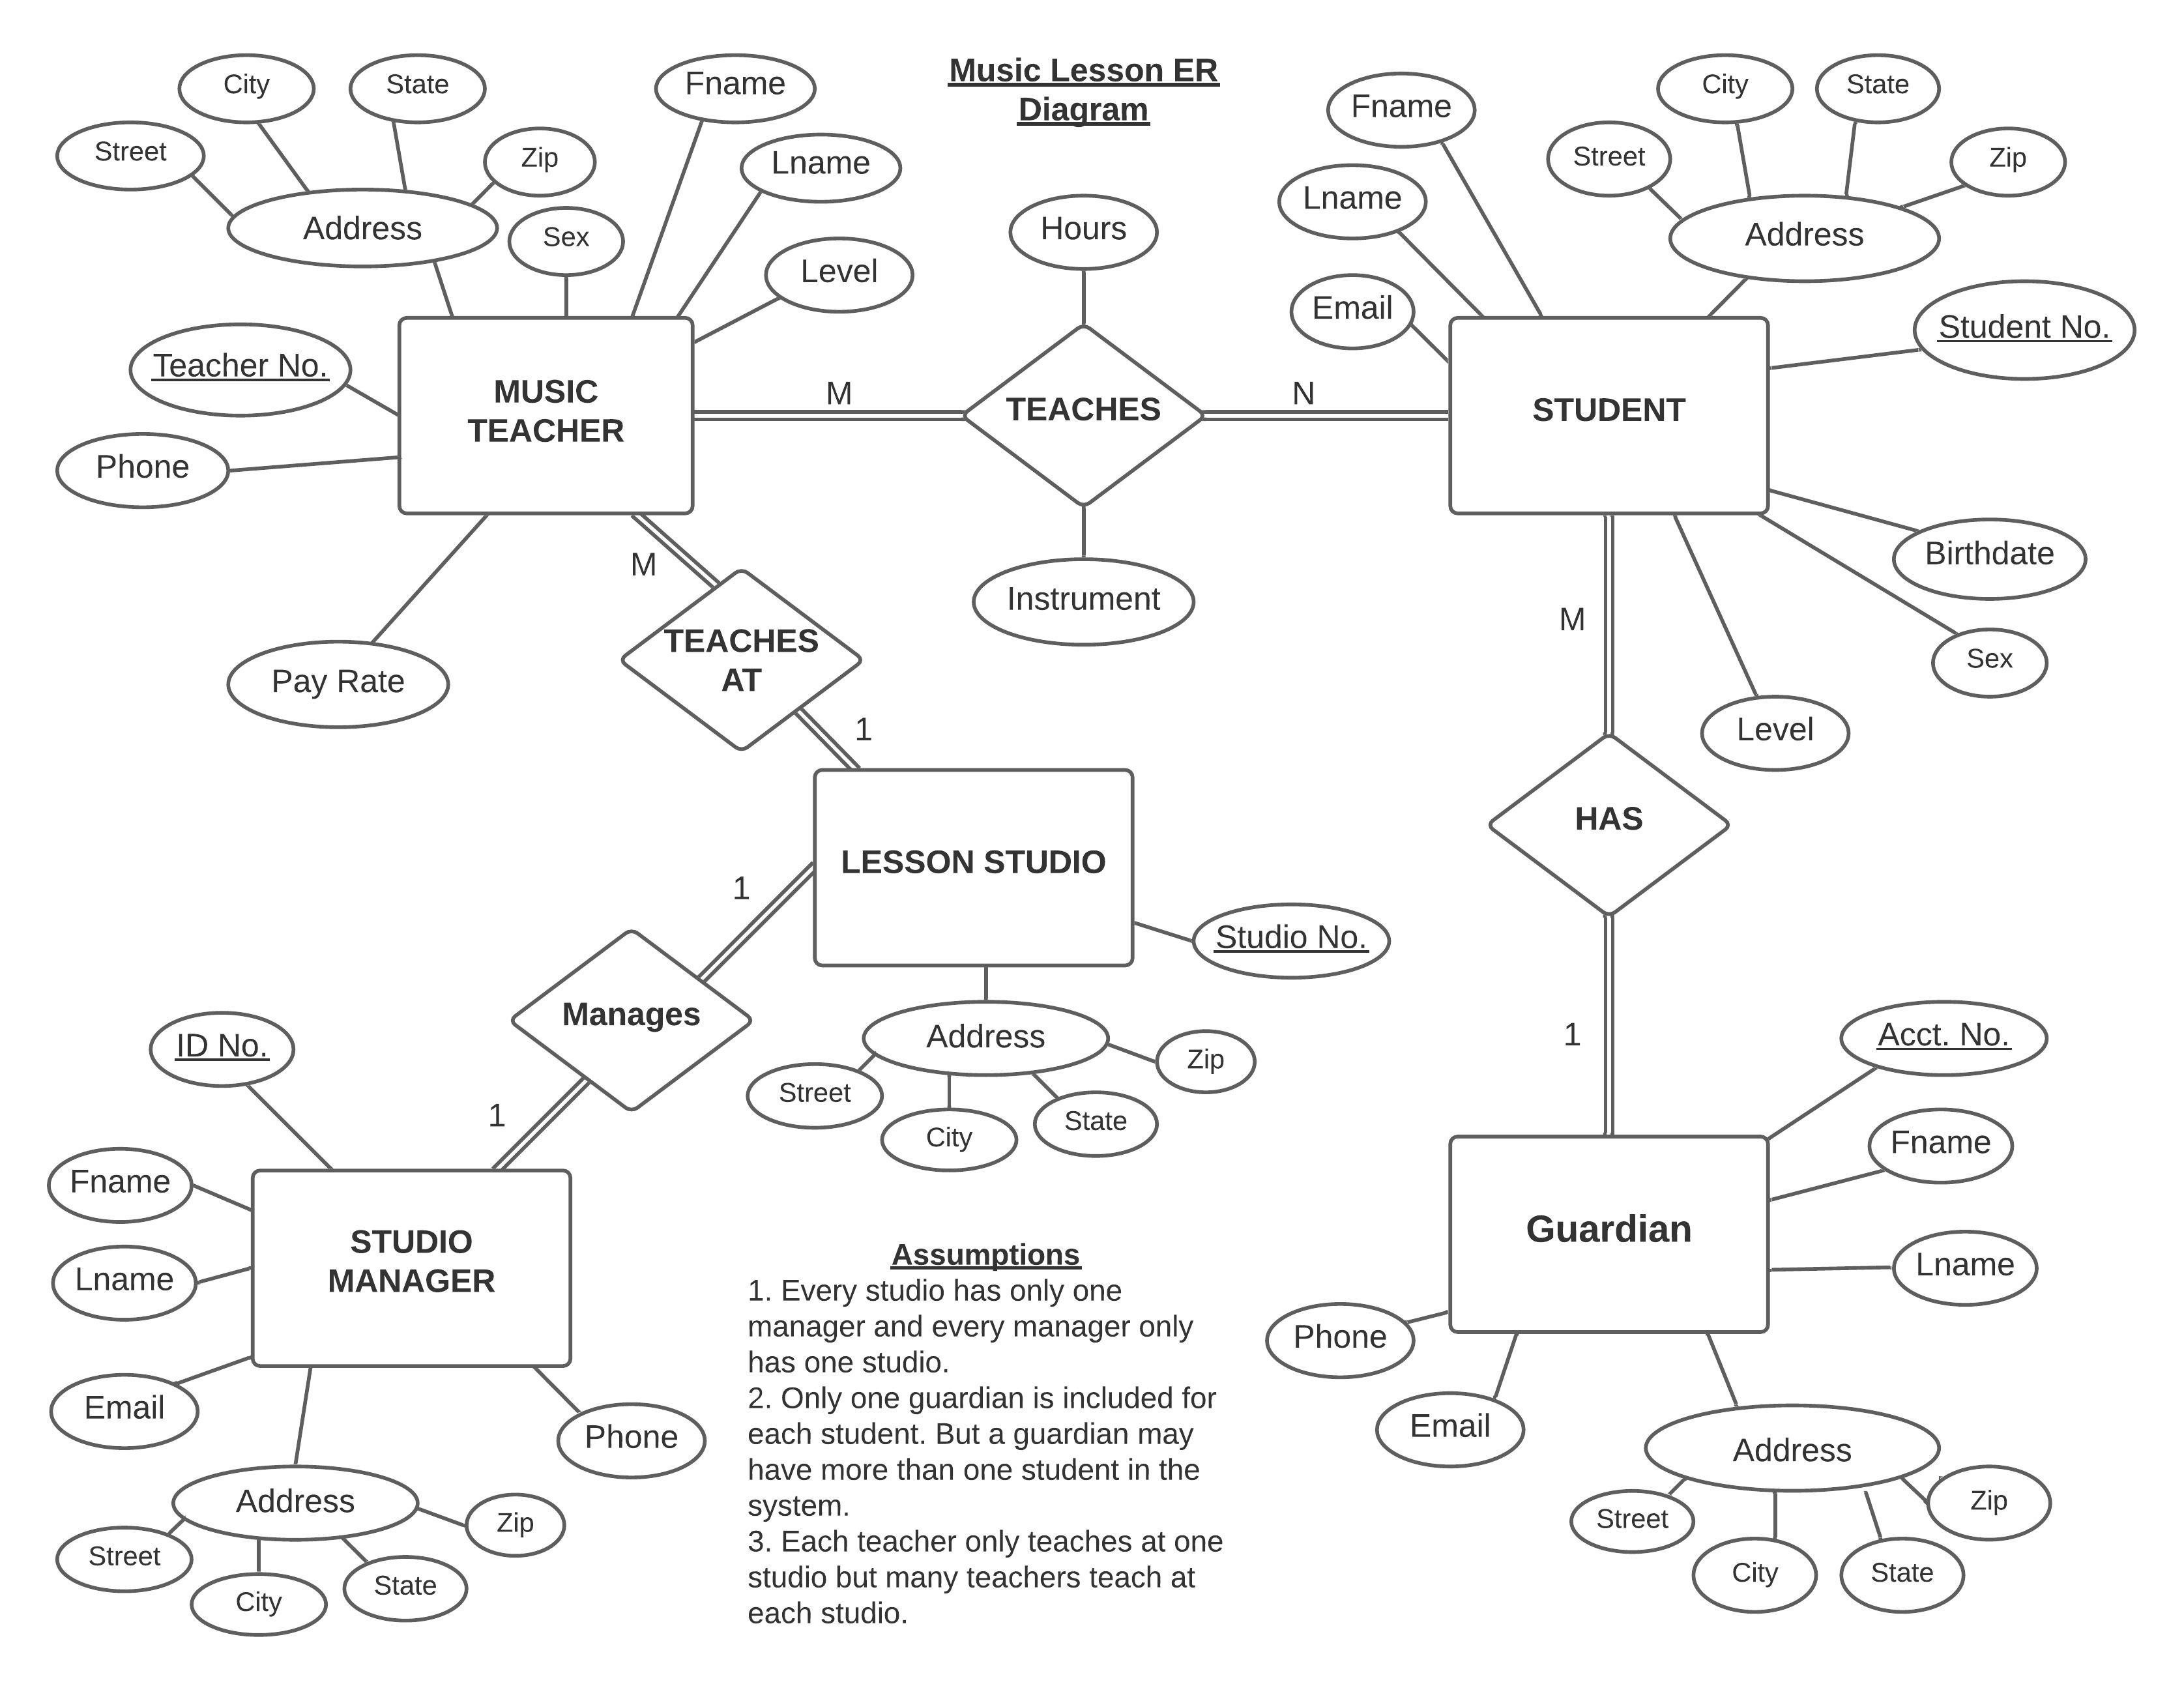 Music Lesson ER
Diagram
City
State
Fname
Street
Zip
Lname
Address
Sex
Level
Teacher No.
Phone
MUSIC
TEACHER
Pay Rate
M
Hours
TEACHES
Instrument
N
Fname
Lname
Email
City
State
Street
Zip
Address
Student No.
STUDENT
Birthdate
Sex
Level
M
TEACHES
AT
1
M
HAS
1
LESSON STUDIO
Studio No.
Address
Street
City
State
Zip
1
Manages
1
ID No.
Fname
Lname
Email
STUDIO
MANAGER
Phone
Address
Street
City
State
Zip
Acct. No.
Fname
Lname
Guardian
Phone
Email
Address
Street
City
State
Zip
Assumptions
1. Every studio has only one
manager and every manager only
has one studio.
2. Only one guardian is included for
each student. But a guardian may
have more than one student in the
system.
3. Each teacher only teaches at one
studio but many teachers teach at
each studio.